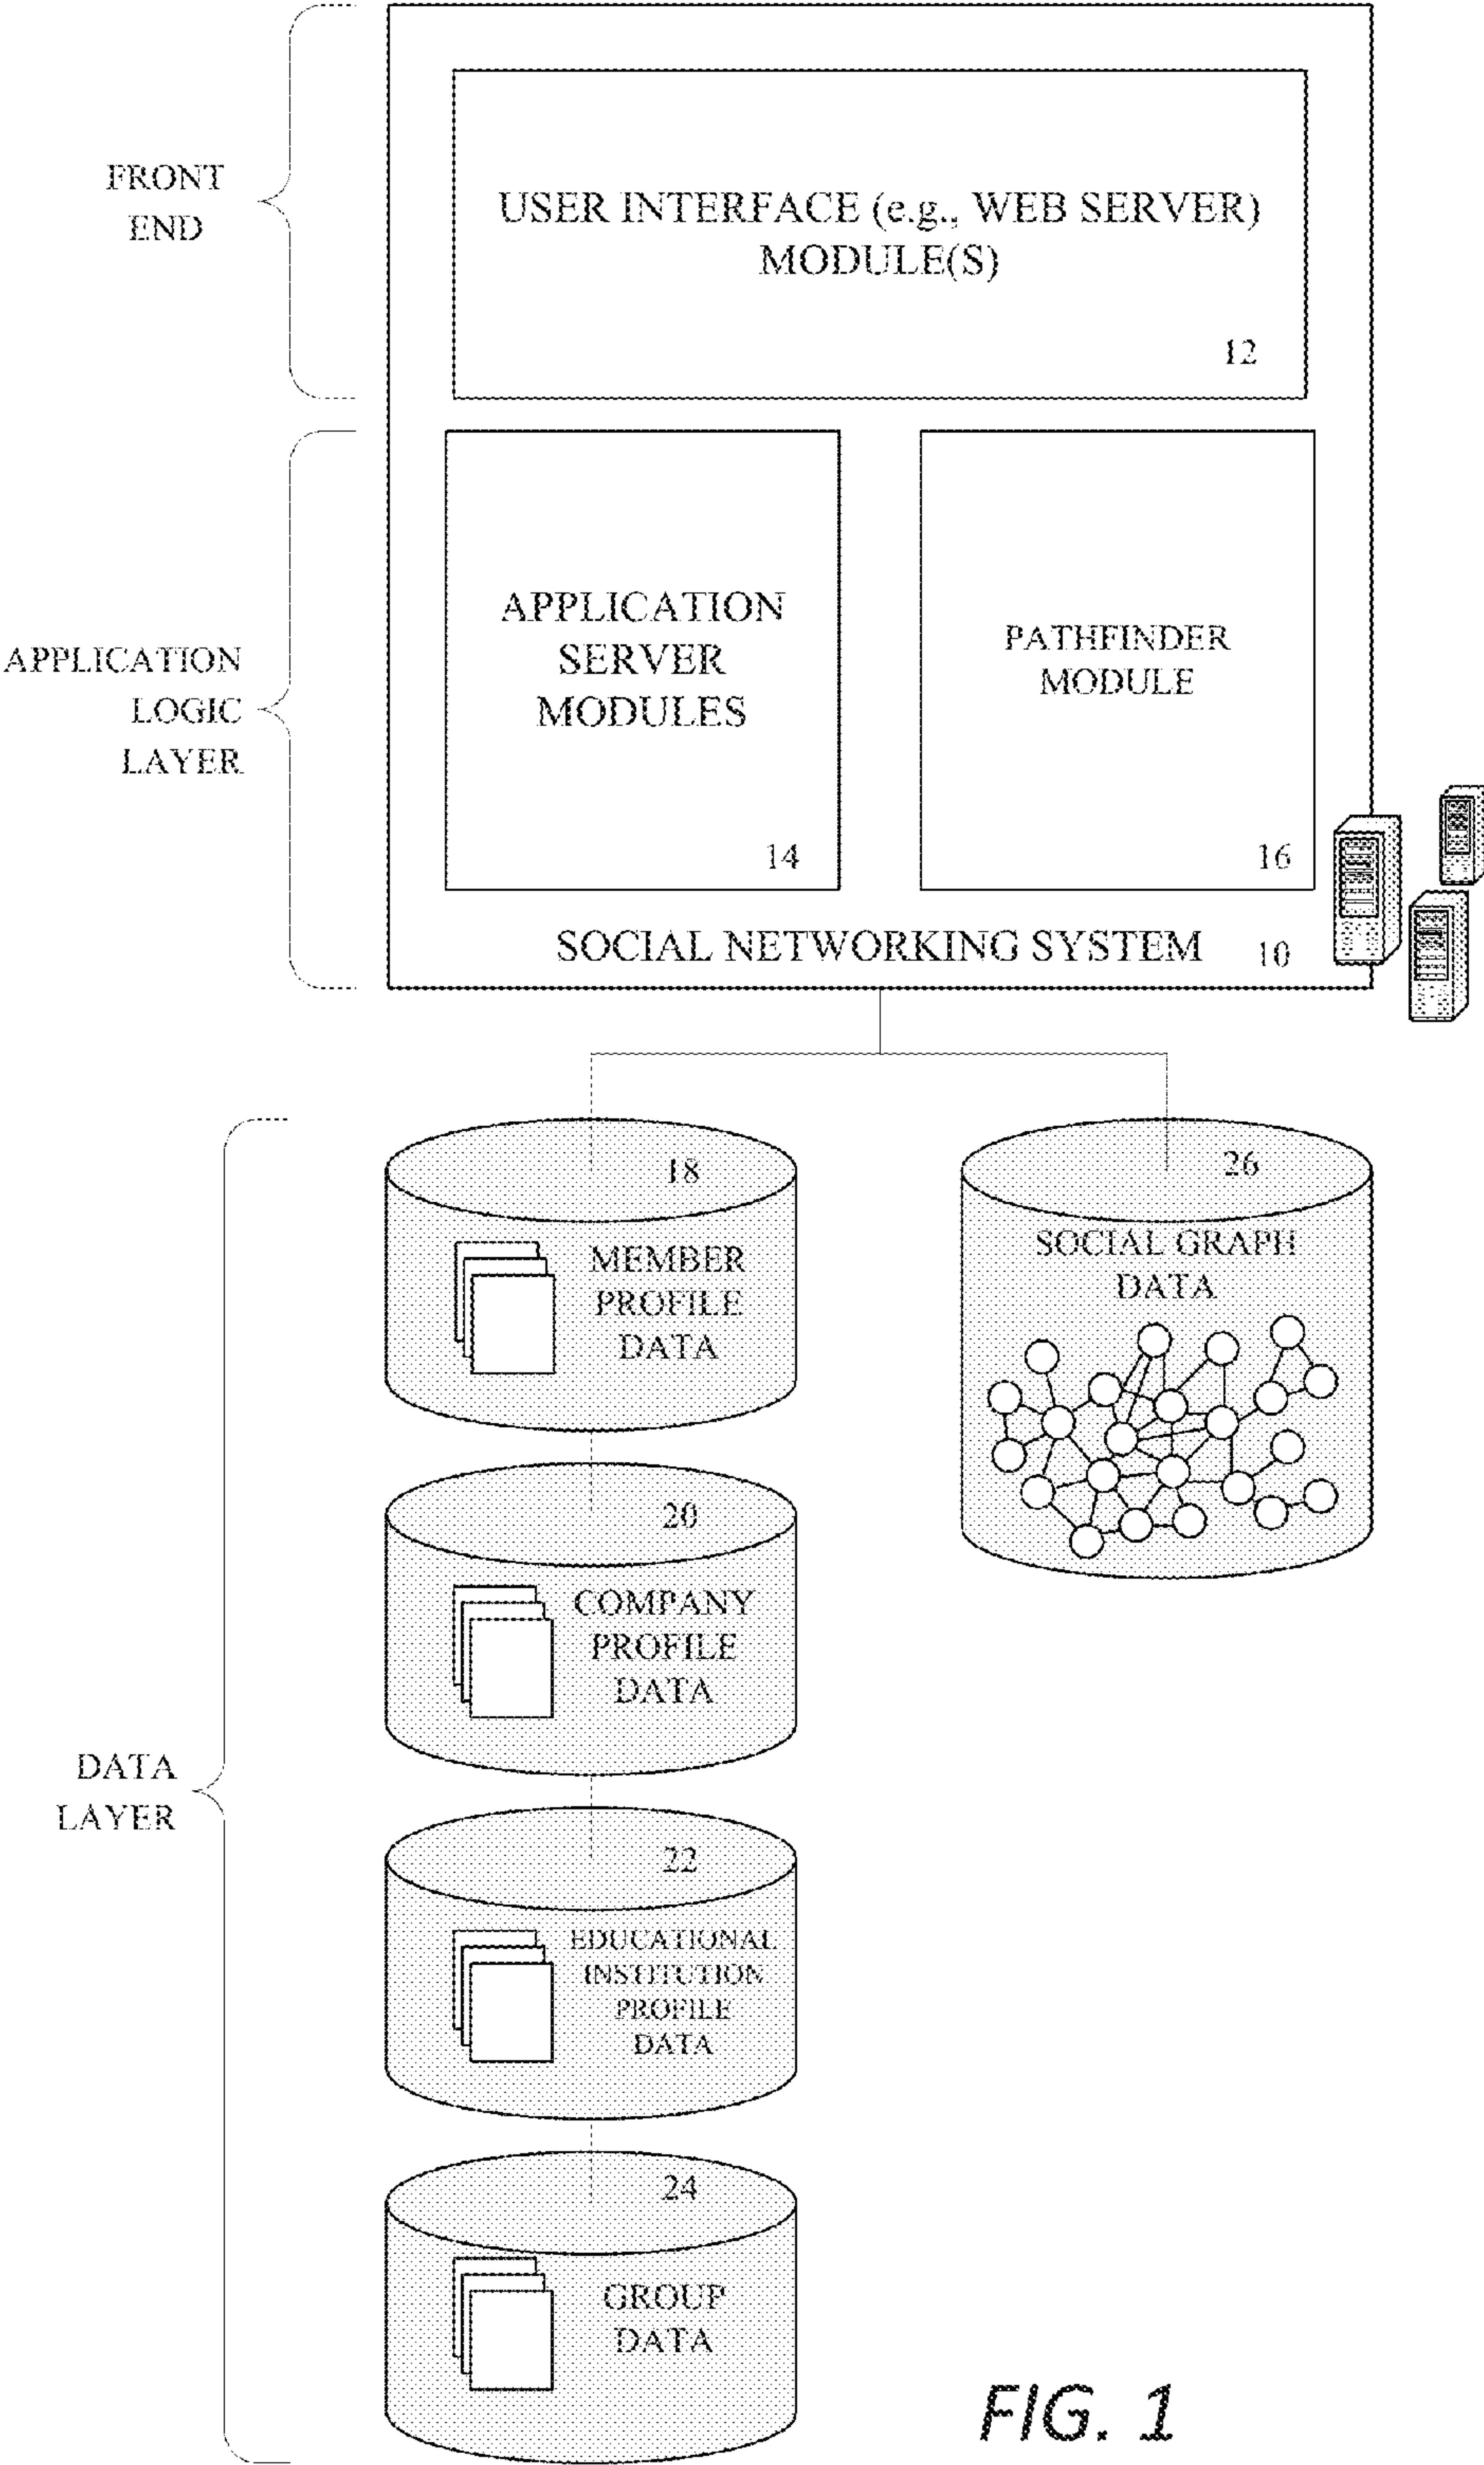 FRONT
END
USER INTERFACE (e.g., WEB SERVER)
MODULE(S)
12
APPLICATION
LOGIC
LAYER
APPLICATION
SERVER
MODULES
14
PATHFINDER
MODULE
16
SOCIAL NETWORKING SYSTEM 10
DATA
LAYER
18
MEMBER
PROFILE
DATA
26
SOCIAL GRAPH
DATA
20
COMPANY
PROFILE
DATA
22
EDUCATIONAL
INSTITUTION
PROFILE
DATA
24
GROUP
DATA
FIG. 1